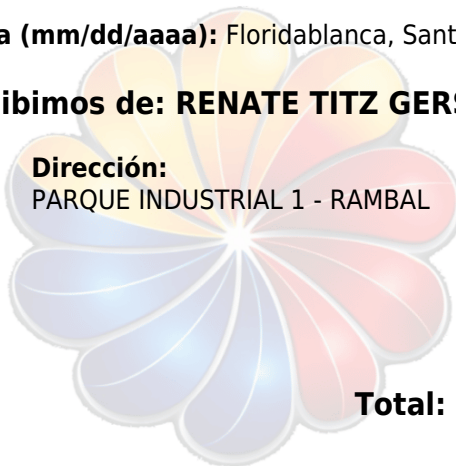 a (mm/dd/aaaa): Floridablanca, Sant
ibimos de: RENATE TITZ GERS
Dirección:
PARQUE INDUSTRIAL 1 - RAMBAL
Total: